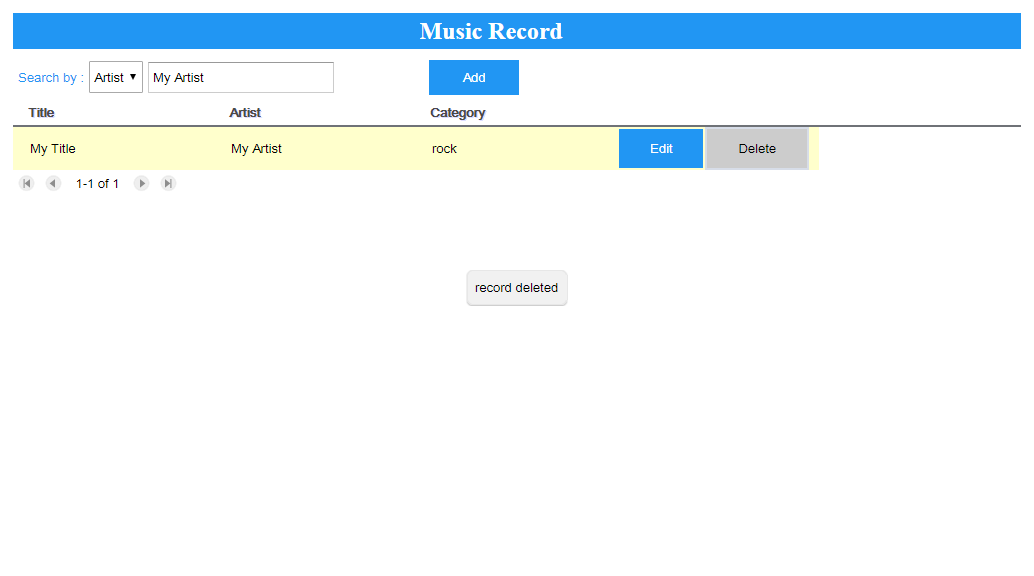 Music Record
Search by : Artist My Artist Add
Title Artist Category
My Title My Artist rock Edit Delete
1-1 of 1
record deleted